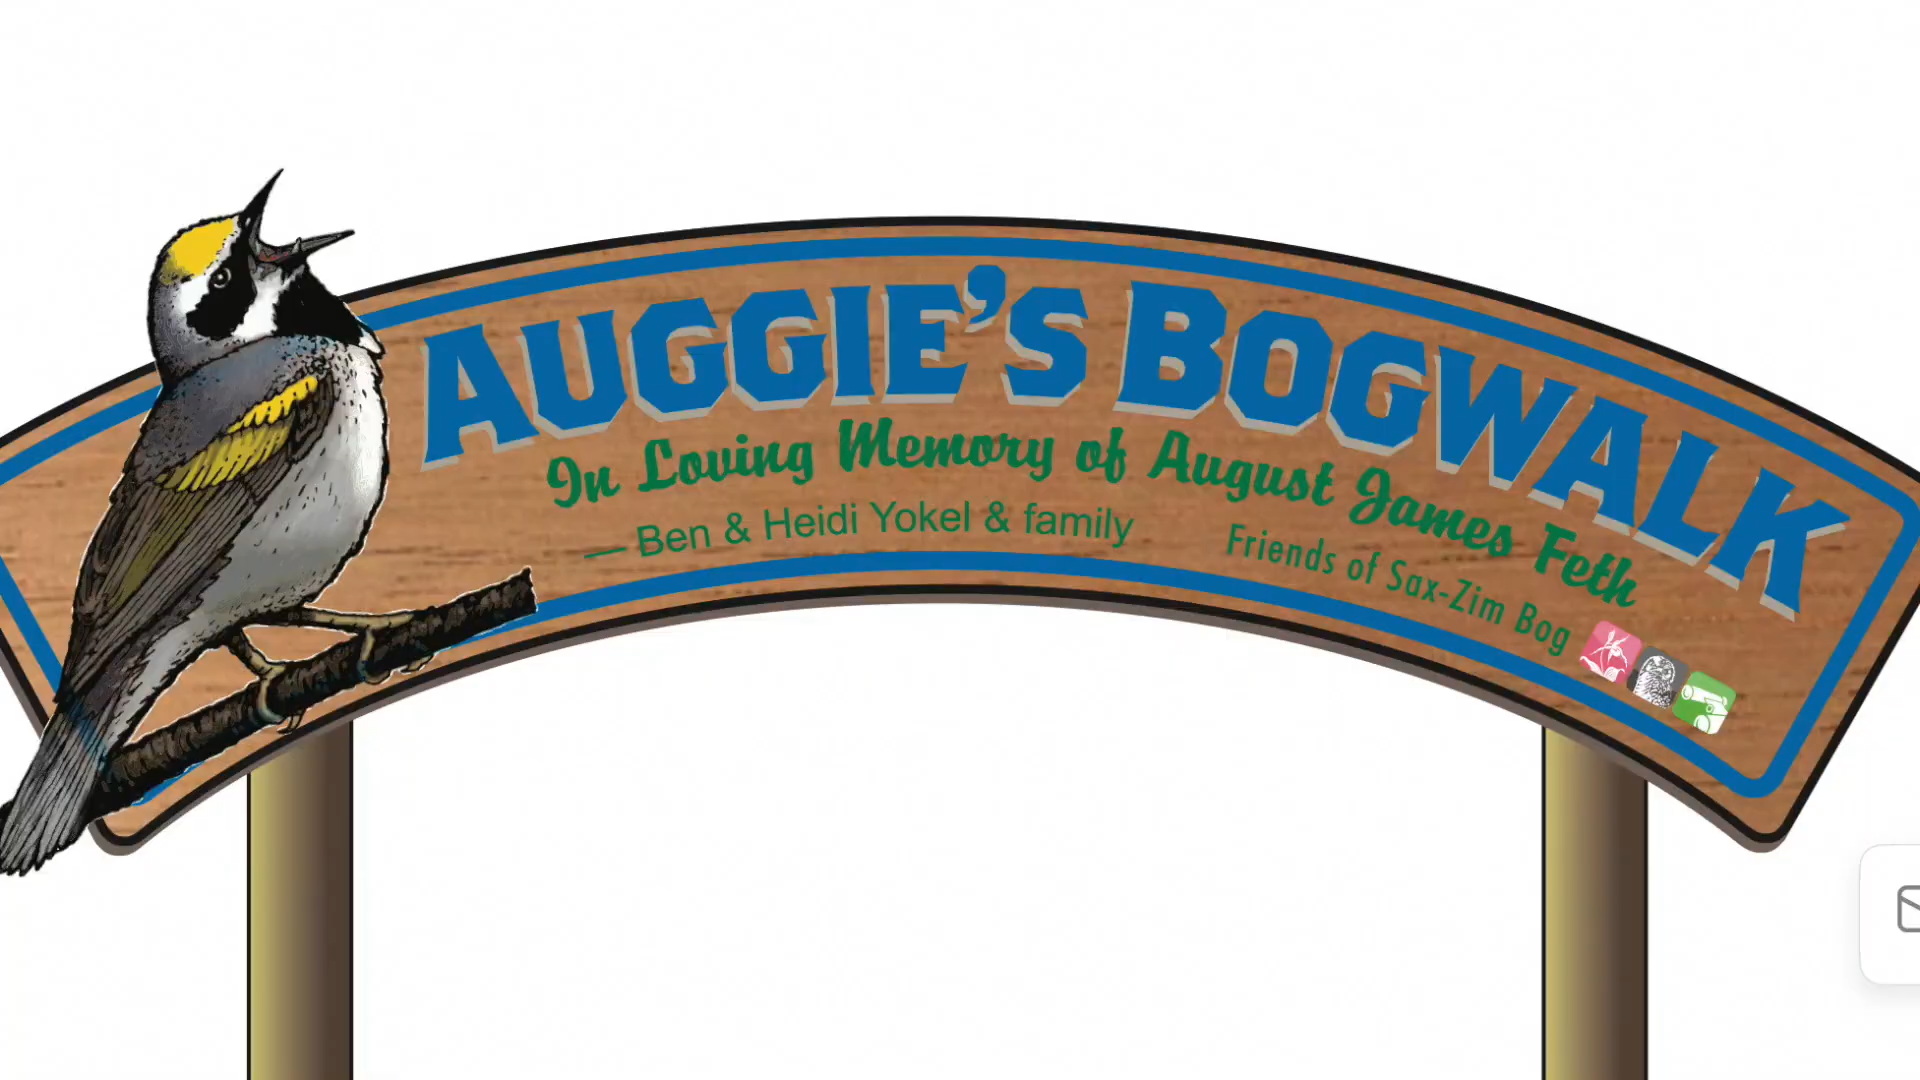 AUGGIE'S BOGWALK
In Loving Memory of August James Feth
— Ben & Heidi Yokel & family
Friends of Sax-Zim Bog